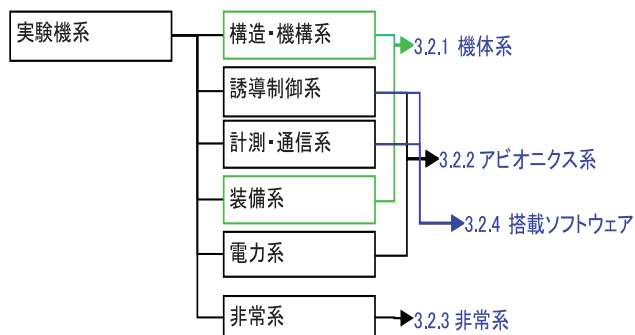 実験機系
構造・機構系
3.2.1 機体系
誘導制御系
計測・通信系
3.2.2 アビオニクス系
装備系
3.2.4 搭載ソフトウェア
電力系
非常系
3.2.3 非常系